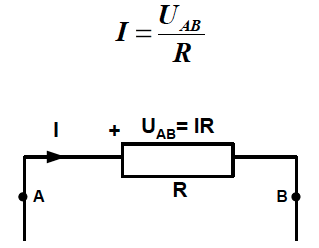 I = U_AB / R
I + U_AB= IR
R
A B